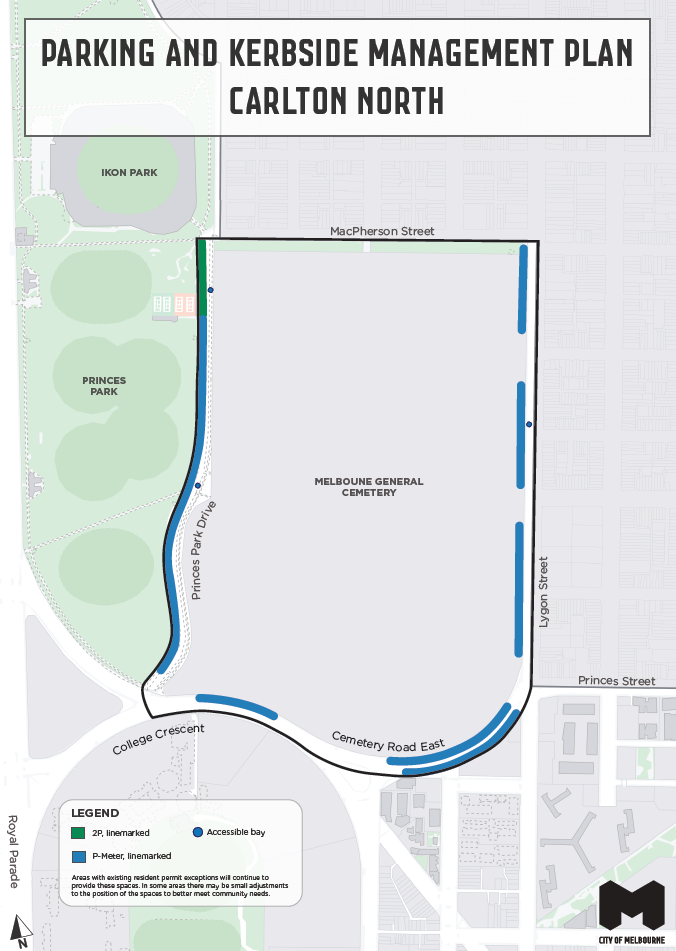 PARKING AND KERBSIDE MANAGEMENT PLAN
CARLTON NORTH
IKON PARK
MacPherson Street
PRINCES
PARK
MELBOUNE GENERAL
CEMETERY
Princes Park Drive
Lygon Street
Princes Street
College Crescent
Cemetery Road East
Royal Parade
LEGEND
2P, linemarked
Accessible bay
P-Meter, linemarked
Areas with existing resident permit exceptions will continue to
provide these spaces. In some areas there may be small adjustments
to the position of the spaces to better meet community needs.
N
CITY OF MELBOURNE